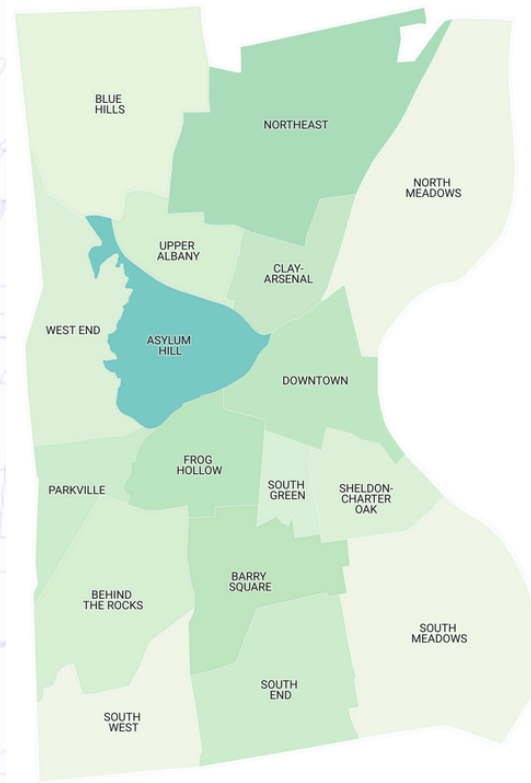 BLUE
HILLS
NORTHEAST
NORTH
MEADOWS
UPPER
ALBANY
CLAY-
ARSENAL
WEST END
ASYLUM
HILL
DOWNTOWN
FROG
HOLLOW
PARKVILLE
SOUTH
GREEN
SHELDON-
CHARTER
OAK
BEHIND
THE ROCKS
BARRY
SQUARE
SOUTH
MEADOWS
SOUTH
END
SOUTH
WEST